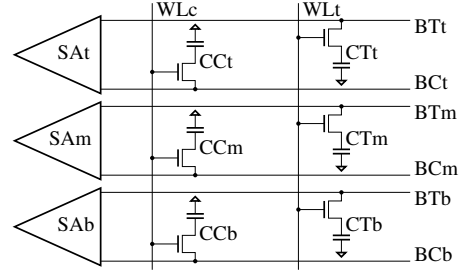 WLc WLt
BTt
SAt
CCt CTt
BCt
BTm
SAm
CCm CTm
BCm
BTb
SAb
CCb CTb
BCb